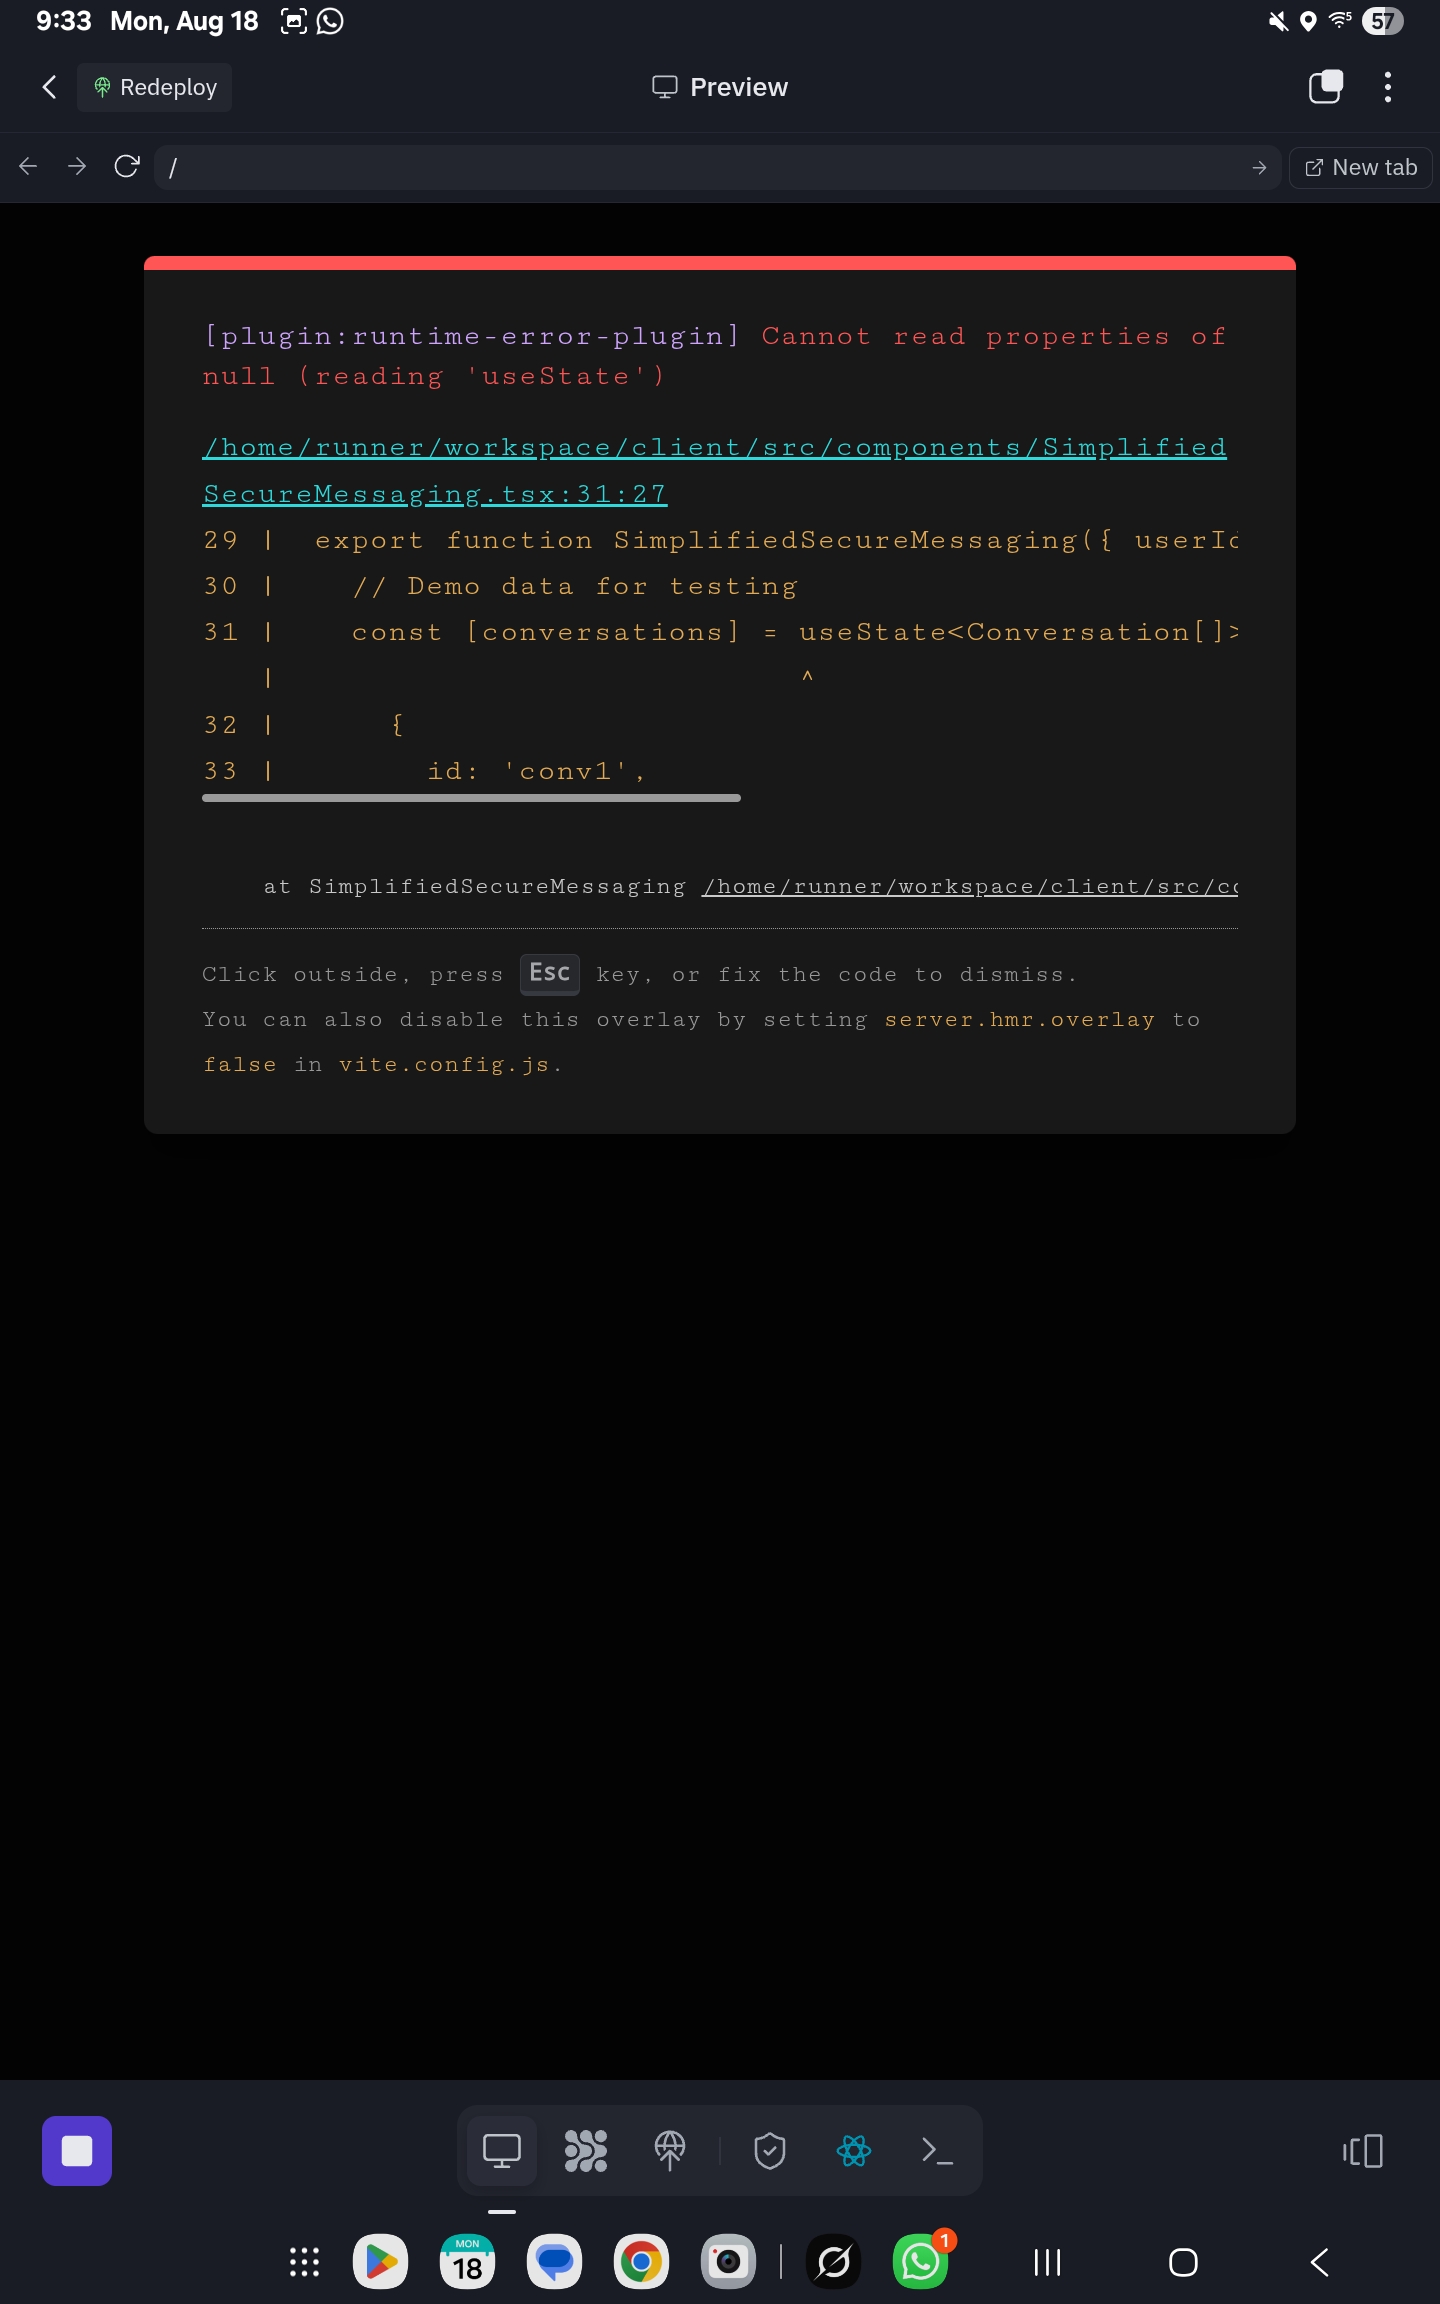 9:33 Mon, Aug 18
57
Redeploy
Preview
/
New tab
[plugin:runtime-error-plugin] Cannot read properties of
null (reading 'useState')
/home/runner/workspace/client/src/components/Simplified
SecureMessaging.tsx:31:27
29 | export function SimplifiedSecureMessaging({ userId
30 | // Demo data for testing
31 | const [conversations] = useState<Conversation[]>
| ^
32 | {
33 | id: 'conv1',
at SimplifiedSecureMessaging /home/runner/workspace/client/src/co
Click outside, press Esc key, or fix the code to dismiss.
You can also disable this overlay by setting server.hmr.overlay to
false in vite.config.js.
MON
18
1